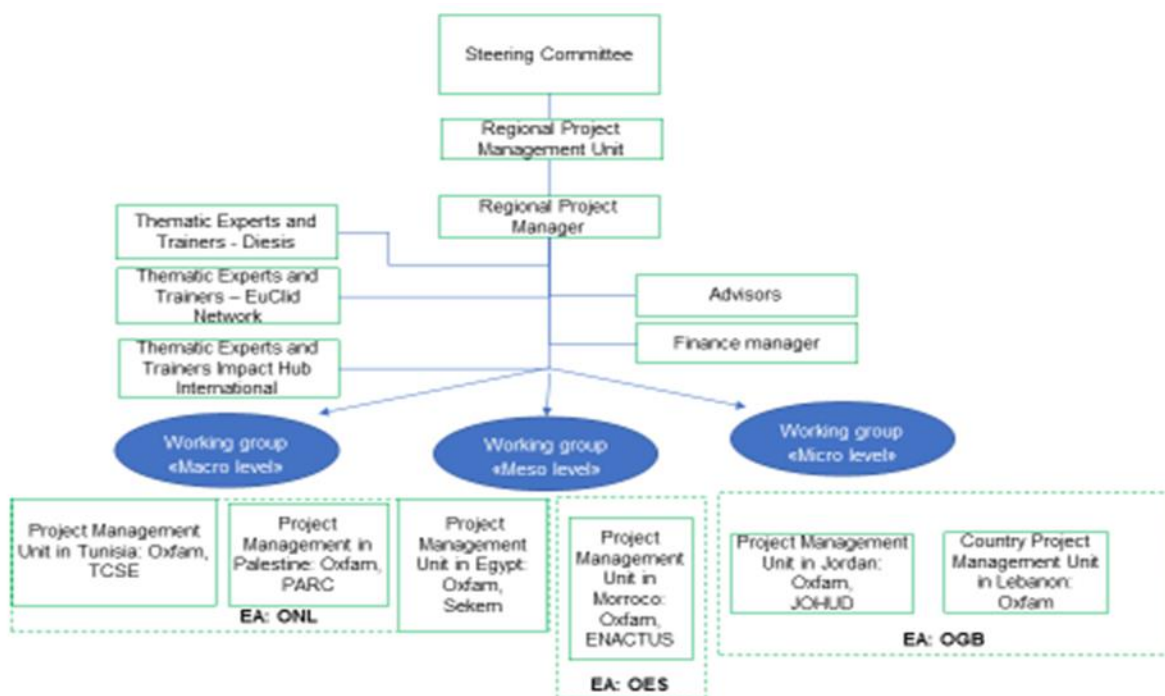 Steering Committee
Regional Project
Management Unit
Regional Project
Manager
Thematic Experts and
Trainers - Diesis
Thematic Experts and
Trainers – EuClid
Network
Thematic Experts and
Trainers Impact Hub
International
Advisors
Finance manager
Working group
«Macro level»
Working group
«Meso level»
Working group
«Micro level»
Project Management
Unit in Tunisia: Oxfam,
TCSE
Project
Management in
Palestine: Oxfam,
PARC
Project
Management
Unit in Egypt:
Oxfam,
Sekem
EA: ONL
Project
Management
Unit in
Morroco:
Oxfam,
ENACTUS
EA: OES
Project Management
Unit in Jordan:
Oxfam,
JOHUD
Country Project
Management Unit
in Lebanon:
Oxfam
EA: OGB